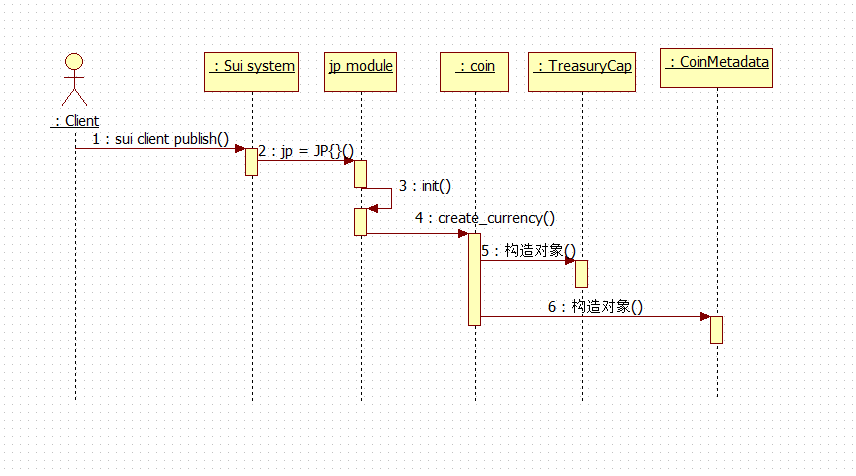 : Sui system
jp module
: coin
: TreasuryCap
: CoinMetadata
: Client
1 : sui client publish()
2 : jp = JP{}()
3 : init()
4 : create_currency()
5 : 构造对象()
6 : 构造对象()